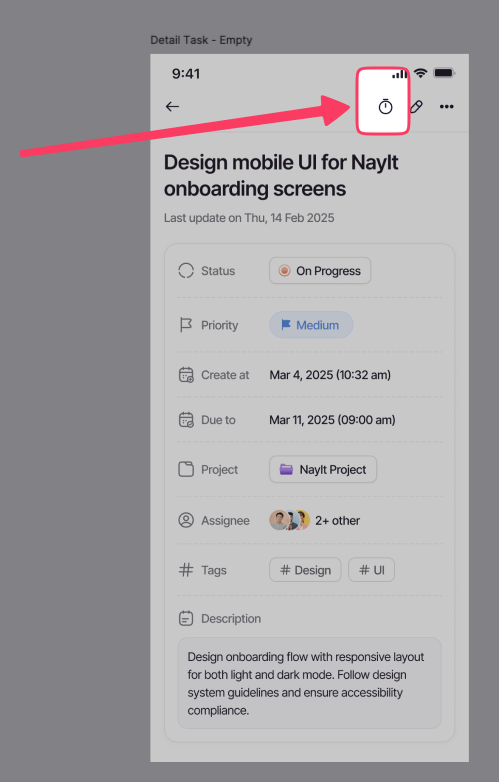 Detail Task - Empty
9:41
Design mobile UI for Naylt
onboarding screens
Last update on Thu, 14 Feb 2025
Status
On Progress
Priority
Medium
Create at
Mar 4, 2025 (10:32 am)
Due to
Mar 11, 2025 (09:00 am)
Project
Naylt Project
Assignee
2+ other
Tags
# Design
# UI
Description
Design onboarding flow with responsive layout
for both light and dark mode. Follow design
system guidelines and ensure accessibility
compliance.